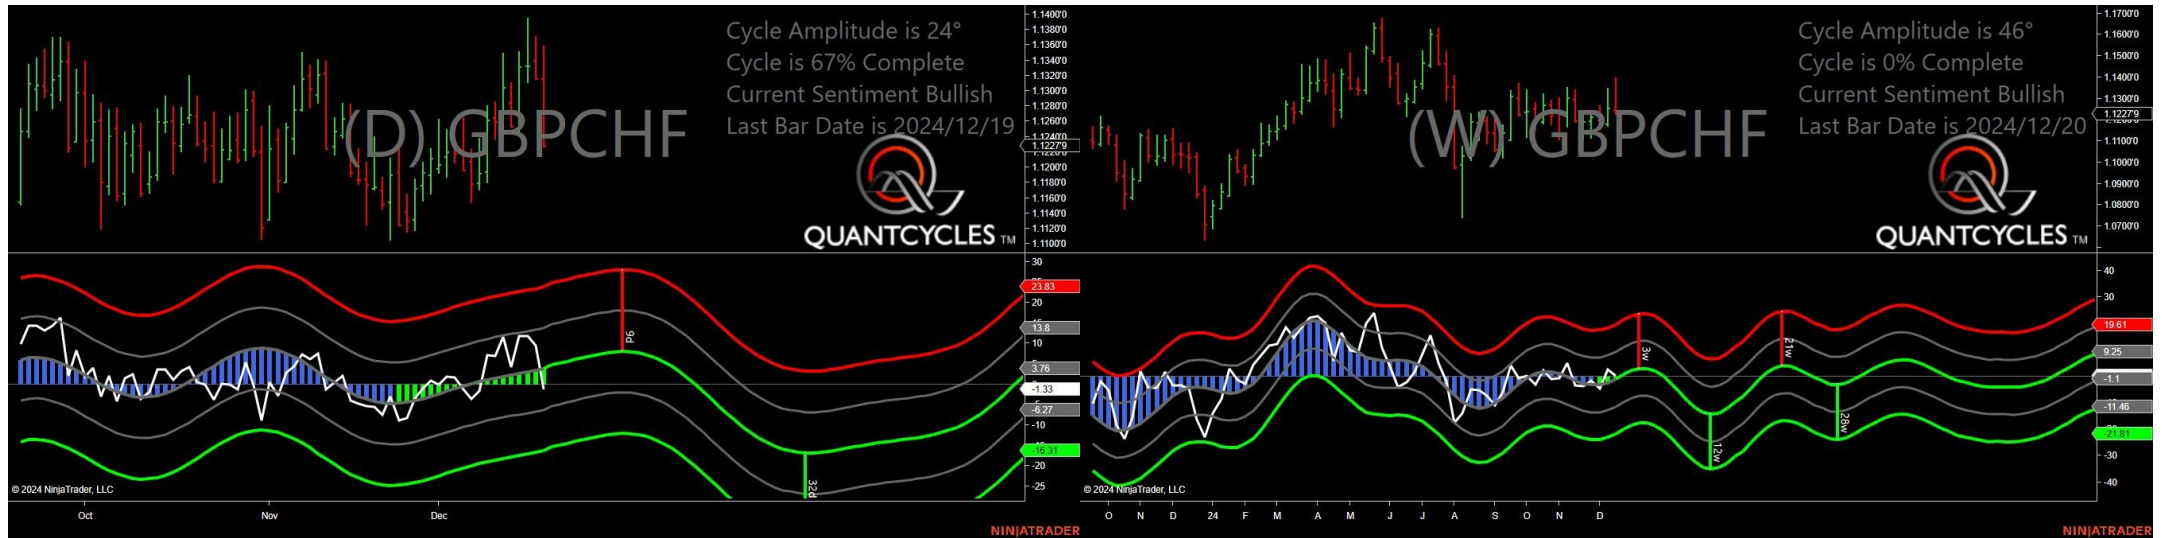 Cycle Amplitude is 24°
Cycle is 67% Complete
Current Sentiment Bullish
Last Bar Date is 2024/12/19
(D) GBPCHF
QUANTCYCLES TM
1.1400'0
1.1380'0
1.1360'0
1.1340'0
1.1320'0
1.1300'0
1.1280'0
1.1260'0
1.1240'0
1.12279
1.1200'0
1.1180'0
1.1160'0
1.1140'0
1.1120'0
1.1100'0
30
23.83
20
13.8
10
3.76
-1.33
-6.27
-10
-16.31
-20
-25
9d
32d
© 2024 NinjaTrader, LLC
Oct Nov Dec
NINJATRADER
Cycle Amplitude is 46°
Cycle is 0% Complete
Current Sentiment Bullish
Last Bar Date is 2024/12/20
(W) GBPCHF
QUANTCYCLES TM
1.1700'0
1.1600'0
1.1500'0
1.1400'0
1.1300'0
1.12279
1.1100'0
1.1000'0
1.0900'0
1.0800'0
1.0700'0
40
30
19.61
9.25
-1.1
-11.46
-21.81
-30
-40
3w
12w
21w
28w
© 2024 NinjaTrader, LLC
O N D 24 F M A M J J A S O N D
NINJATRADER